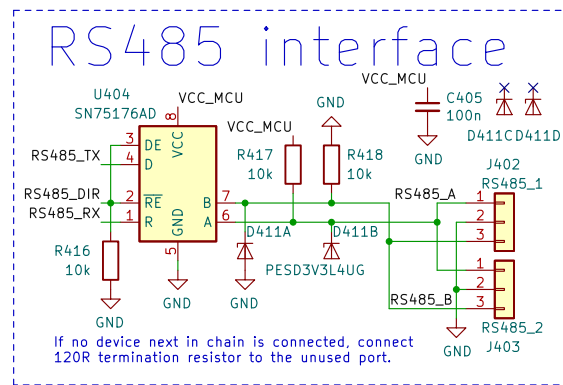 RS485 interface
U404
SN75176AD
VCC_MCU
8
VCC
3 DE
RS485_TX
4 D
RS485_DIR
2 RE
RS485_RX
1 R
GND
5
GND
B 7
A 6
R416
10k
GND
VCC_MCU
R417
10k
GND
R418
10k
D411A
D411B
PESD3V3L4UG
GND
VCC_MCU
C405
100n
GND
D411C
D411D
J402
RS485_1
RS485_A
1
2
3
1
2
RS485_B
3
RS485_2
J403
GND
If no device next in chain is connected, connect
120R termination resistor to the unused port.